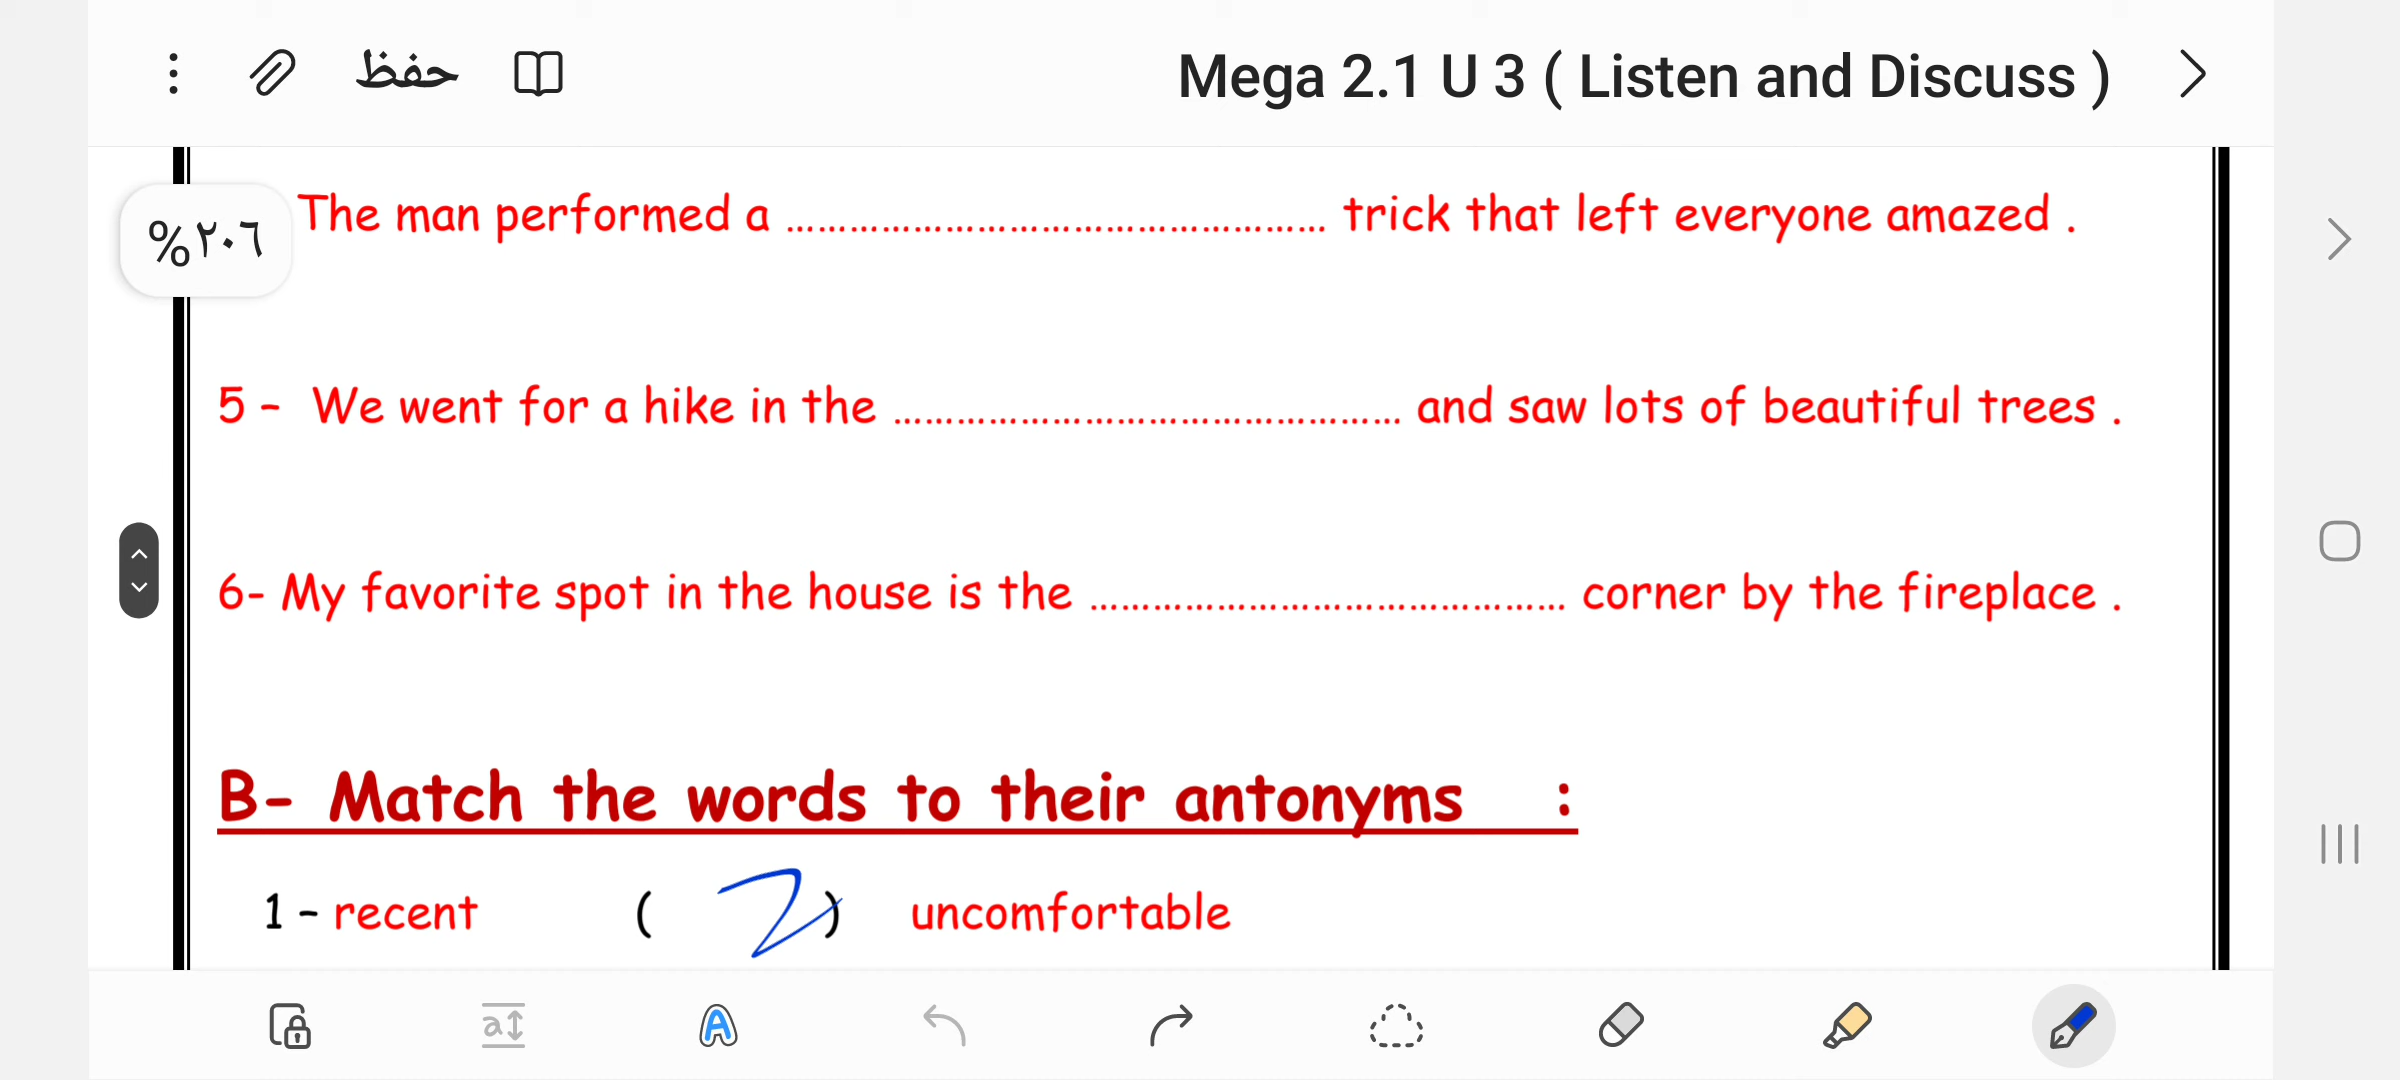 حفظ Mega 2.1 U 3 ( Listen and Discuss )
%٢٠٦ The man performed a ........................................ trick that left everyone amazed .
5 - We went for a hike in the ........................................ and saw lots of beautiful trees .
6- My favorite spot in the house is the ........................................ corner by the fireplace .
B- Match the words to their antonyms :
1 - recent ( 2 ) uncomfortable